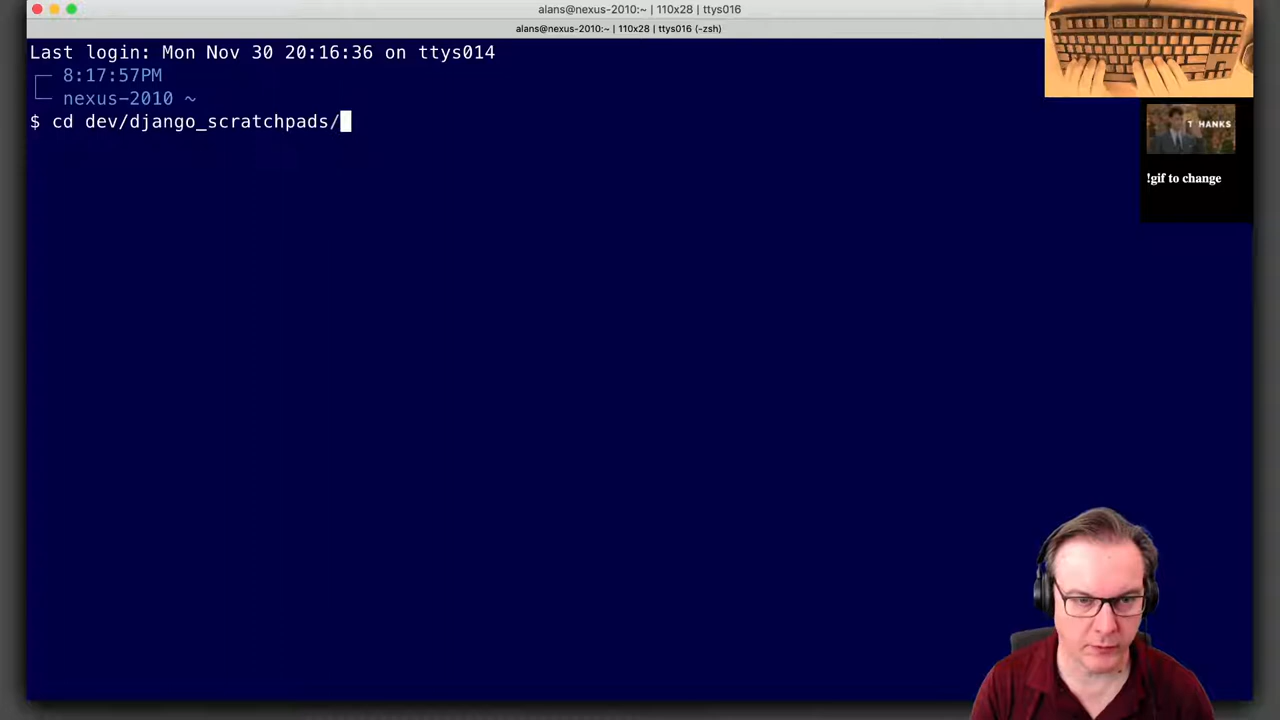 alans@nexus-2010:~ | 110x28 | ttys016
alans@nexus-2010:~ | 110x28 | ttys016 (-zsh)
Last login: Mon Nov 30 20:16:36 on ttys014
8:17:57PM
nexus-2010 ~
$ cd dev/django_scratchpads/
T HANKS
!gif to change